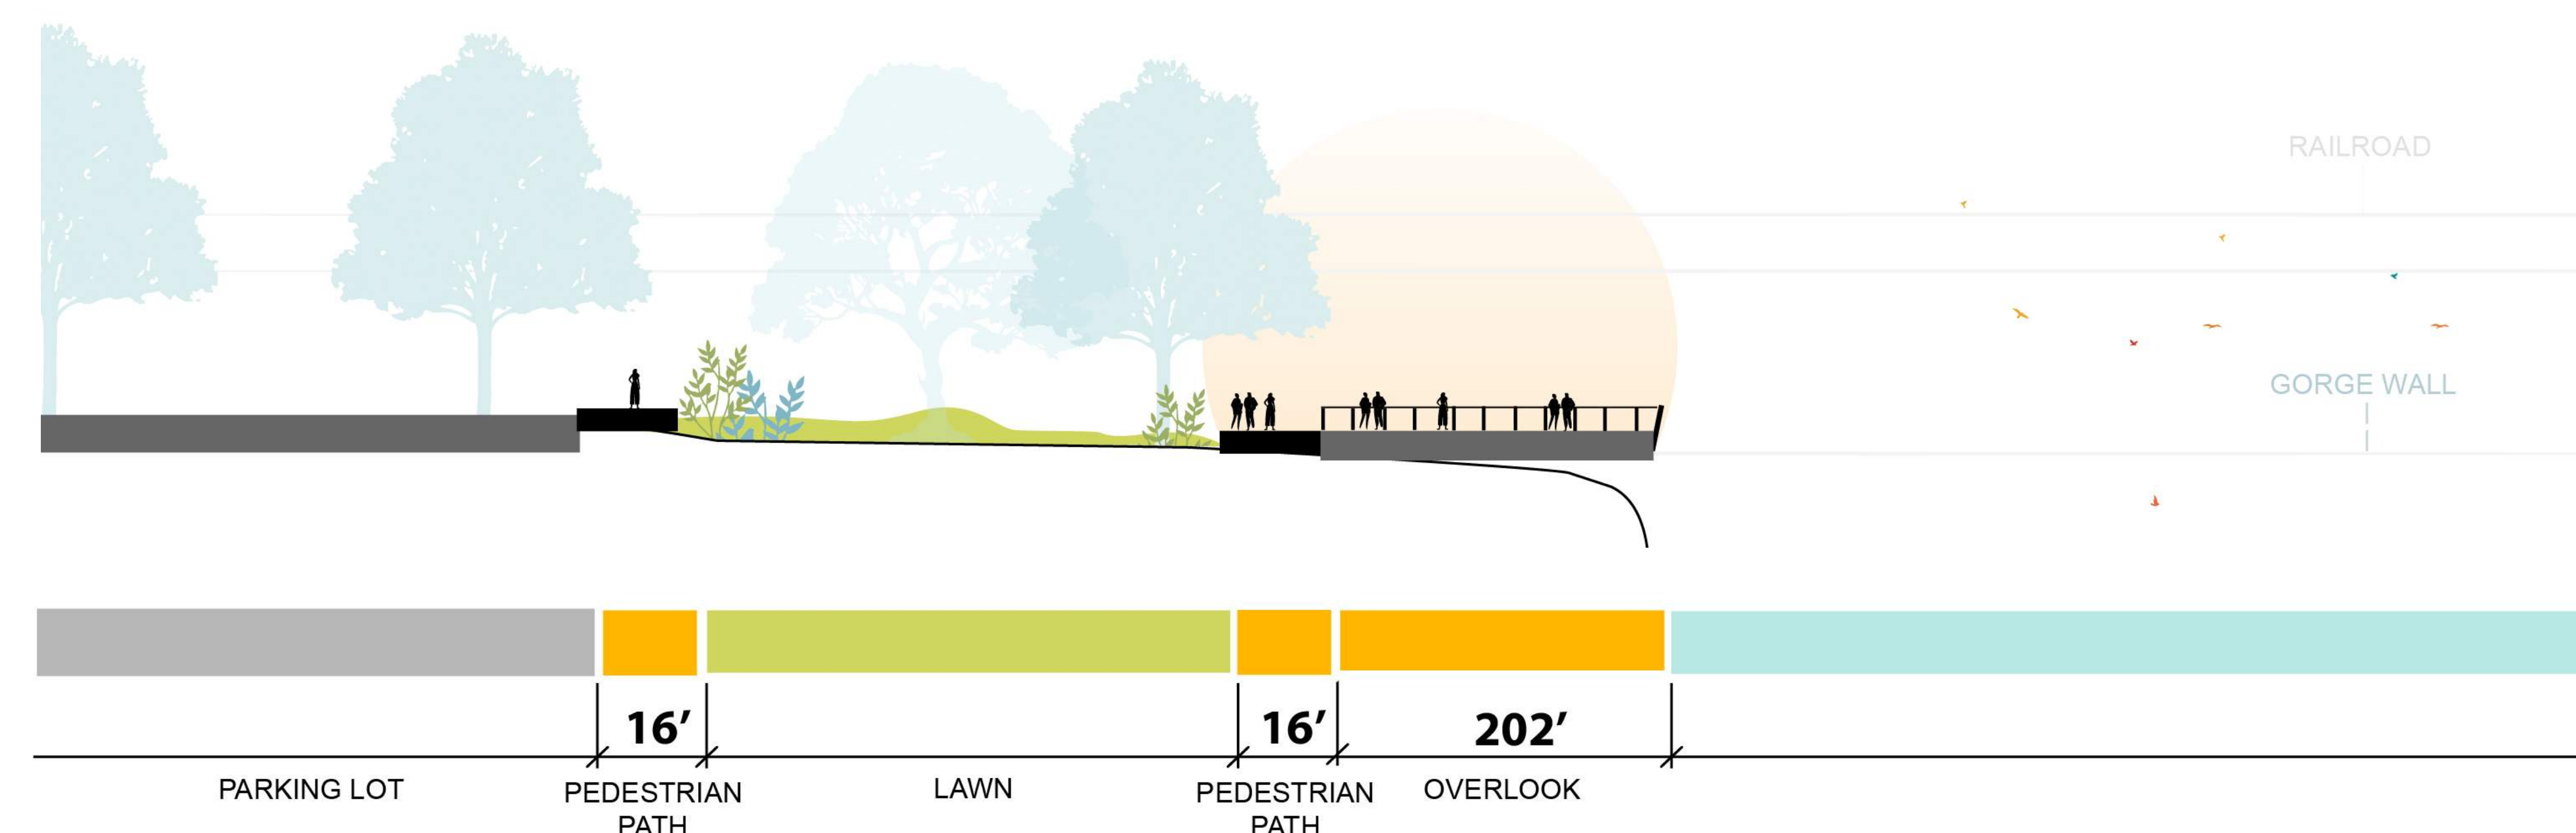 RAILROAD
GORGE WALL
16’
16’
202’
PARKING LOT
PEDESTRIAN
PATH
LAWN
PEDESTRIAN
PATH
OVERLOOK